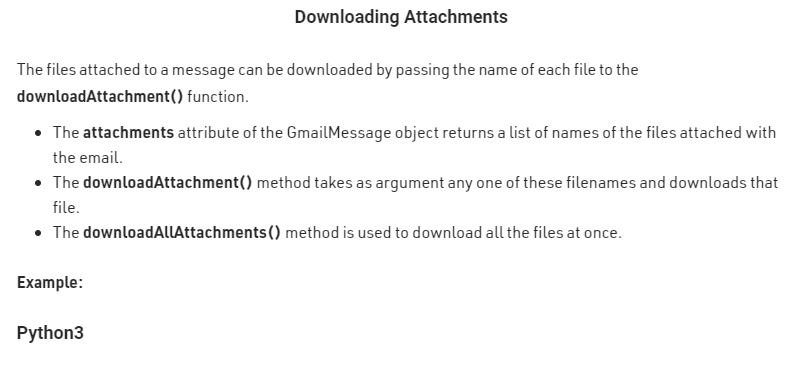 Downloading Attachments
The files attached to a message can be downloaded by passing the name of each file to the
downloadAttachment() function.
The attachments attribute of the GmailMessage object returns a list of names of the files attached with
the email.
The downloadAttachment() method takes as argument any one of these filenames and downloads that
file.
The downloadAllAttachments() method is used to download all the files at once.
Example:
Python3